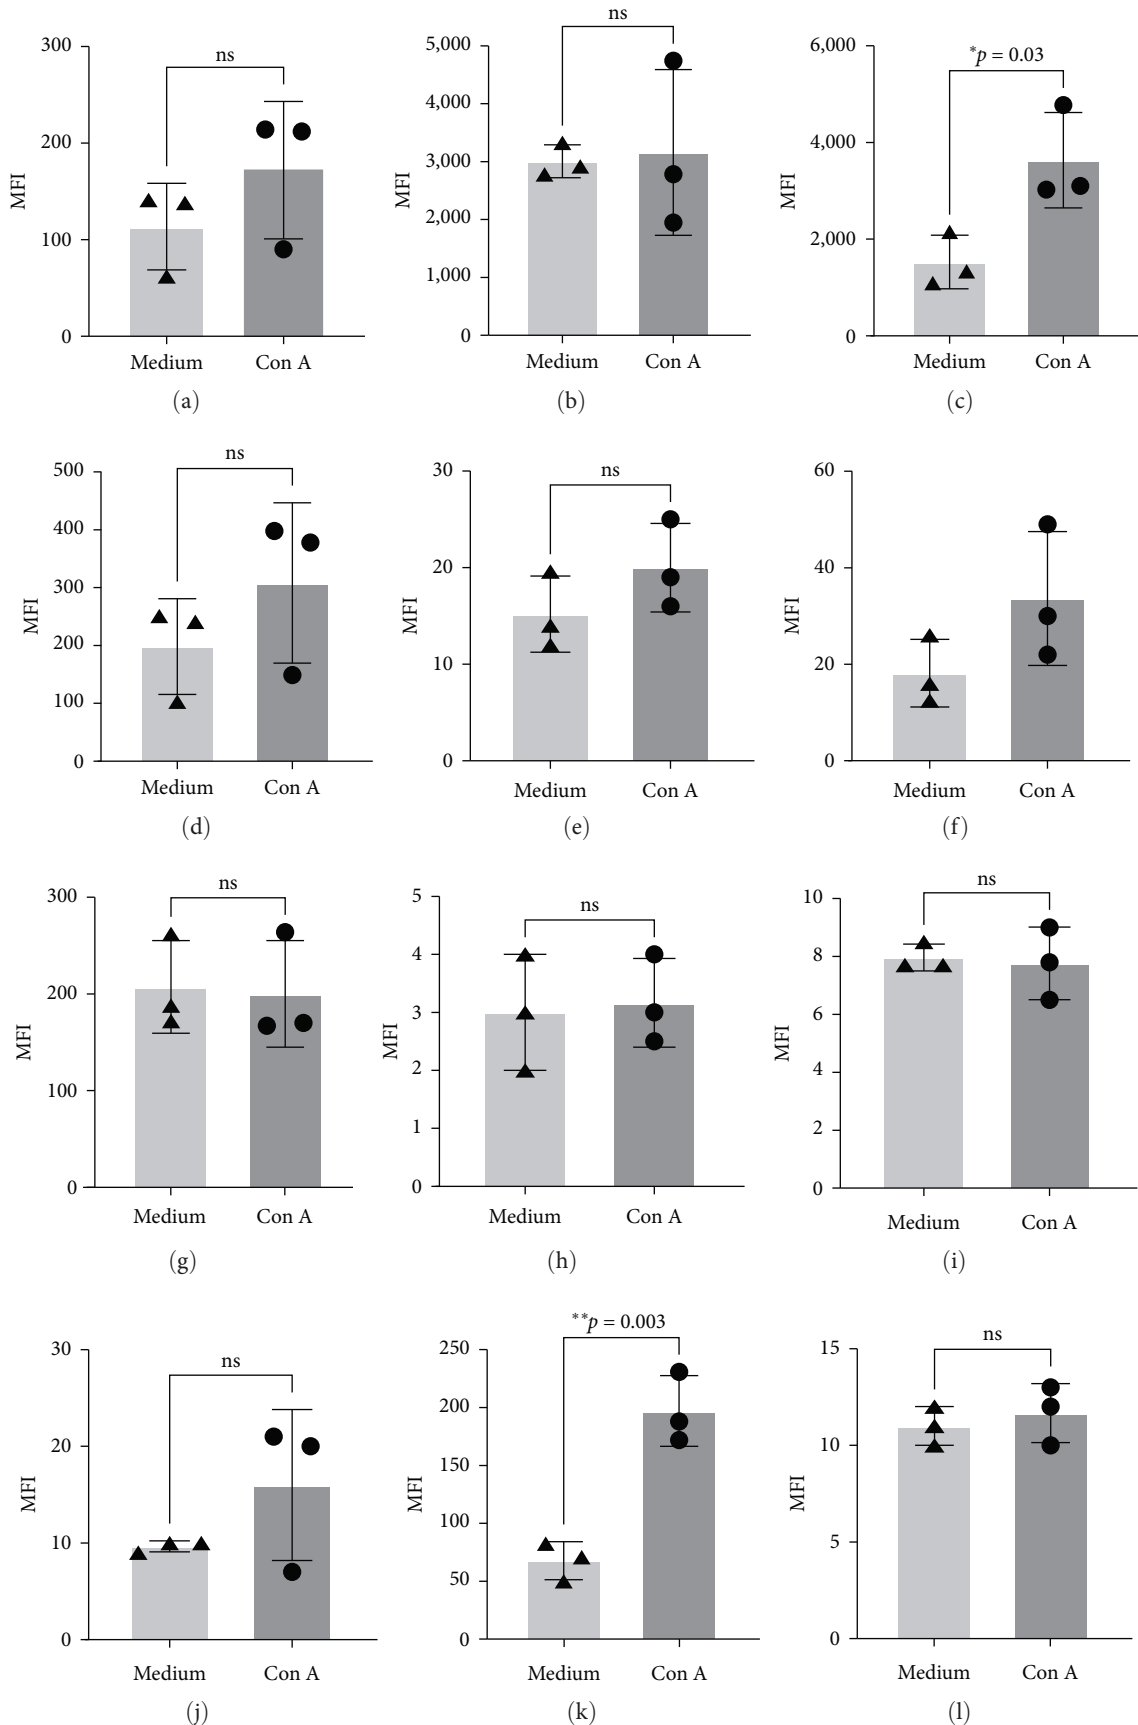 ns
300
200
100
0
MFI
Medium
Con A
(a)
ns
5,000
4,000
3,000
2,000
1,000
0
MFI
Medium
Con A
(b)
*p = 0.03
6,000
4,000
2,000
0
MFI
Medium
Con A
(c)
ns
500
400
300
200
100
0
MFI
Medium
Con A
(d)
ns
30
20
10
0
MFI
Medium
Con A
(e)
60
40
20
0
MFI
Medium
Con A
(f)
ns
300
200
100
0
MFI
Medium
Con A
(g)
ns
5
4
3
2
1
0
MFI
Medium
Con A
(h)
ns
10
8
6
4
2
0
MFI
Medium
Con A
(i)
ns
30
20
10
0
MFI
Medium
Con A
(j)
**p = 0.003
250
200
150
100
50
0
MFI
Medium
Con A
(k)
ns
15
10
5
0
MFI
Medium
Con A
(l)